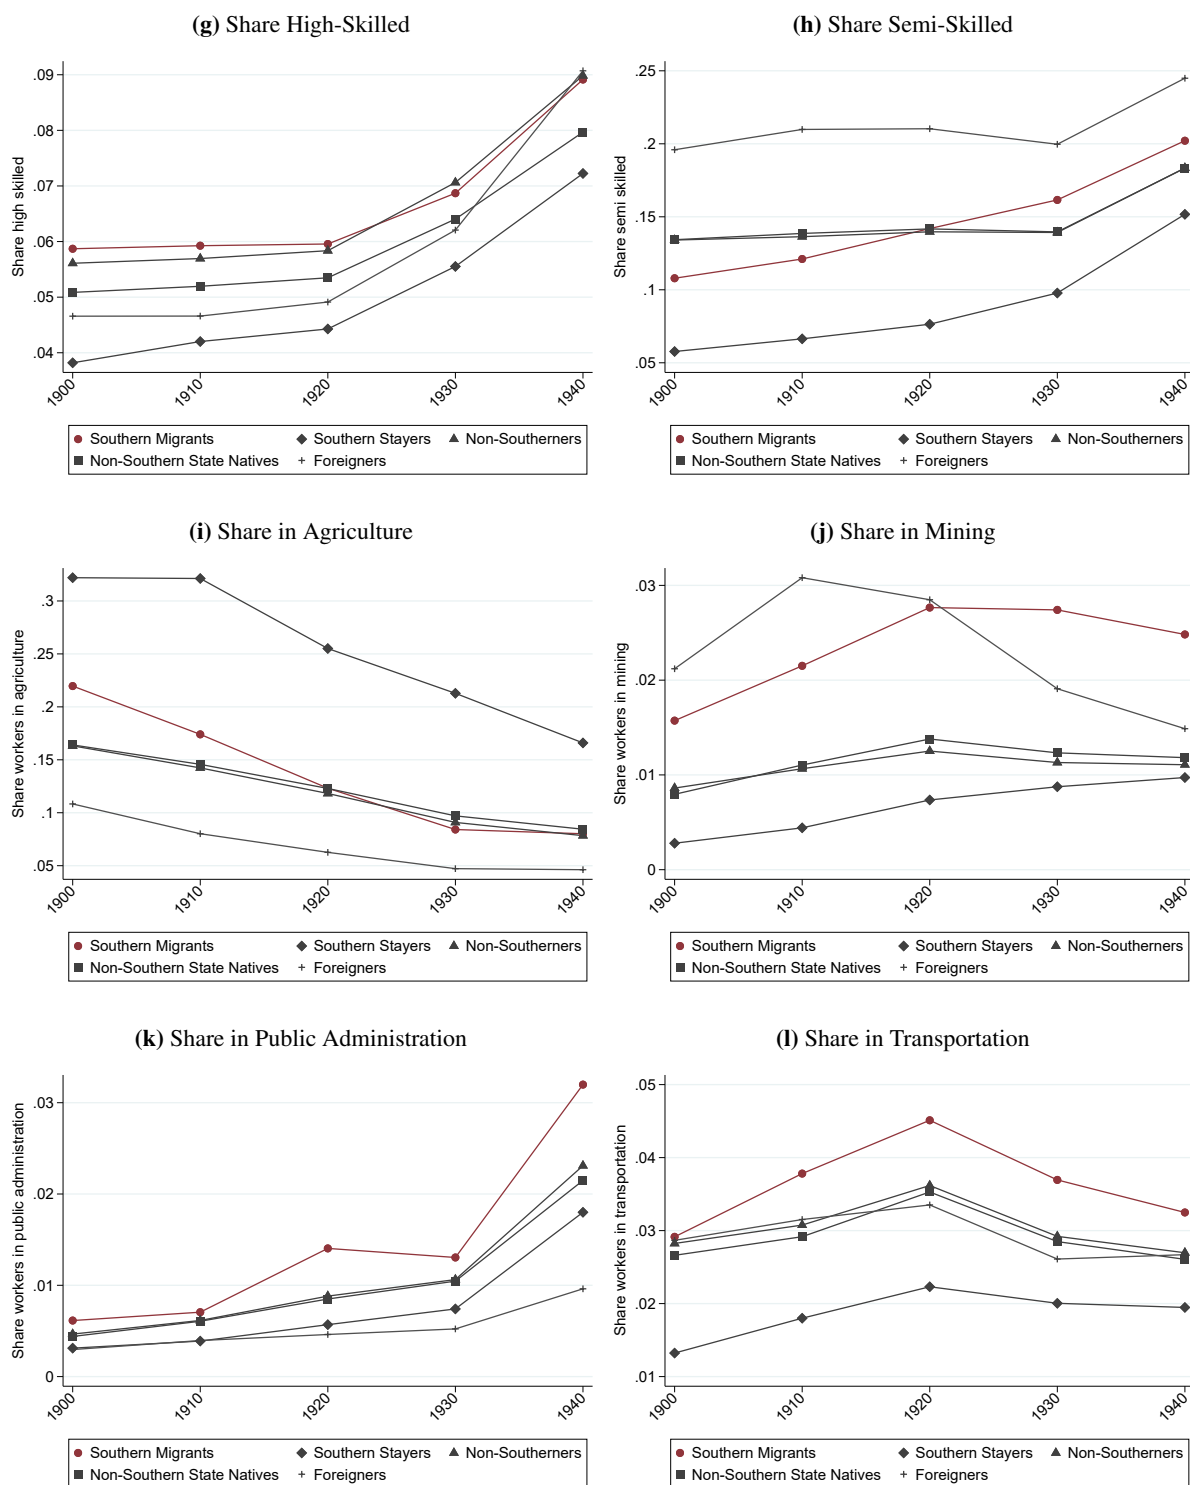 (g) Share High-Skilled
.09
.08
.07
.06
.05
.04
Share high skilled
1900
1910
1920
1930
1940
Southern Migrants Southern Stayers Non-Southerners
Non-Southern State Natives Foreigners
(h) Share Semi-Skilled
.25
.2
.15
.1
.05
Share semi skilled
1900
1910
1920
1930
1940
Southern Migrants Southern Stayers Non-Southerners
Non-Southern State Natives Foreigners
(i) Share in Agriculture
.3
.25
.2
.15
.1
.05
Share workers in agriculture
1900
1910
1920
1930
1940
Southern Migrants Southern Stayers Non-Southerners
Non-Southern State Natives Foreigners
(j) Share in Mining
.03
.02
.01
0
Share workers in mining
1900
1910
1920
1930
1940
Southern Migrants Southern Stayers Non-Southerners
Non-Southern State Natives Foreigners
(k) Share in Public Administration
.03
.02
.01
0
Share workers in public administration
1900
1910
1920
1930
1940
Southern Migrants Southern Stayers Non-Southerners
Non-Southern State Natives Foreigners
(l) Share in Transportation
.05
.04
.03
.02
.01
Share workers in transportation
1900
1910
1920
1930
1940
Southern Migrants Southern Stayers Non-Southerners
Non-Southern State Natives Foreigners